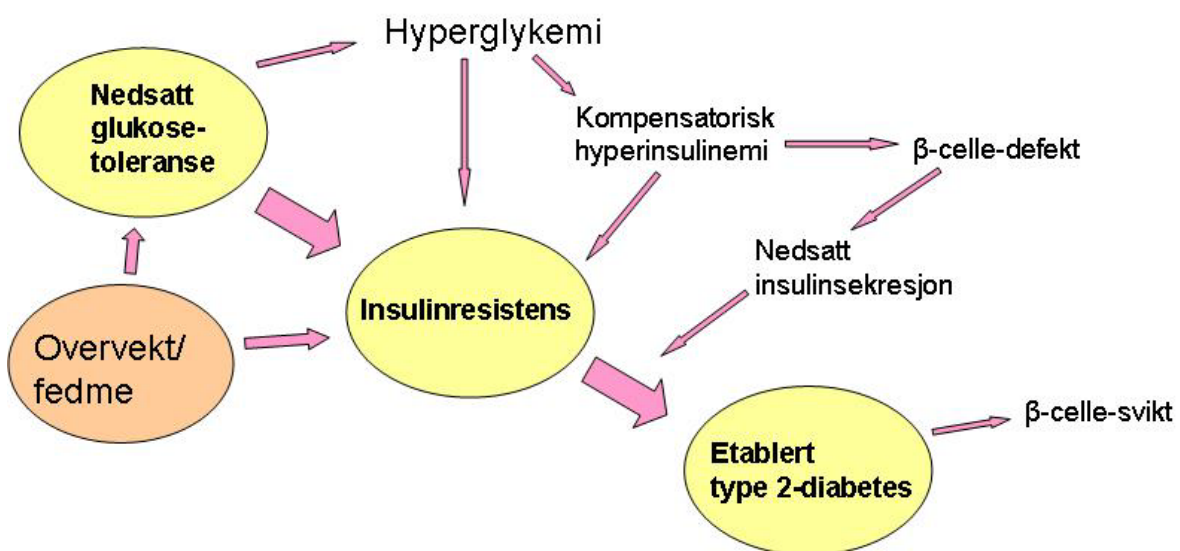 Hyperglykemi
Nedsatt
glukose-
toleranse
Kompensatorisk
hyperinsulinemi
β-celle-defekt
Nedsatt
insulinsekresjon
Insulinresistens
Overvekt/
fedme
β-celle-svikt
Etablert
type 2-diabetes